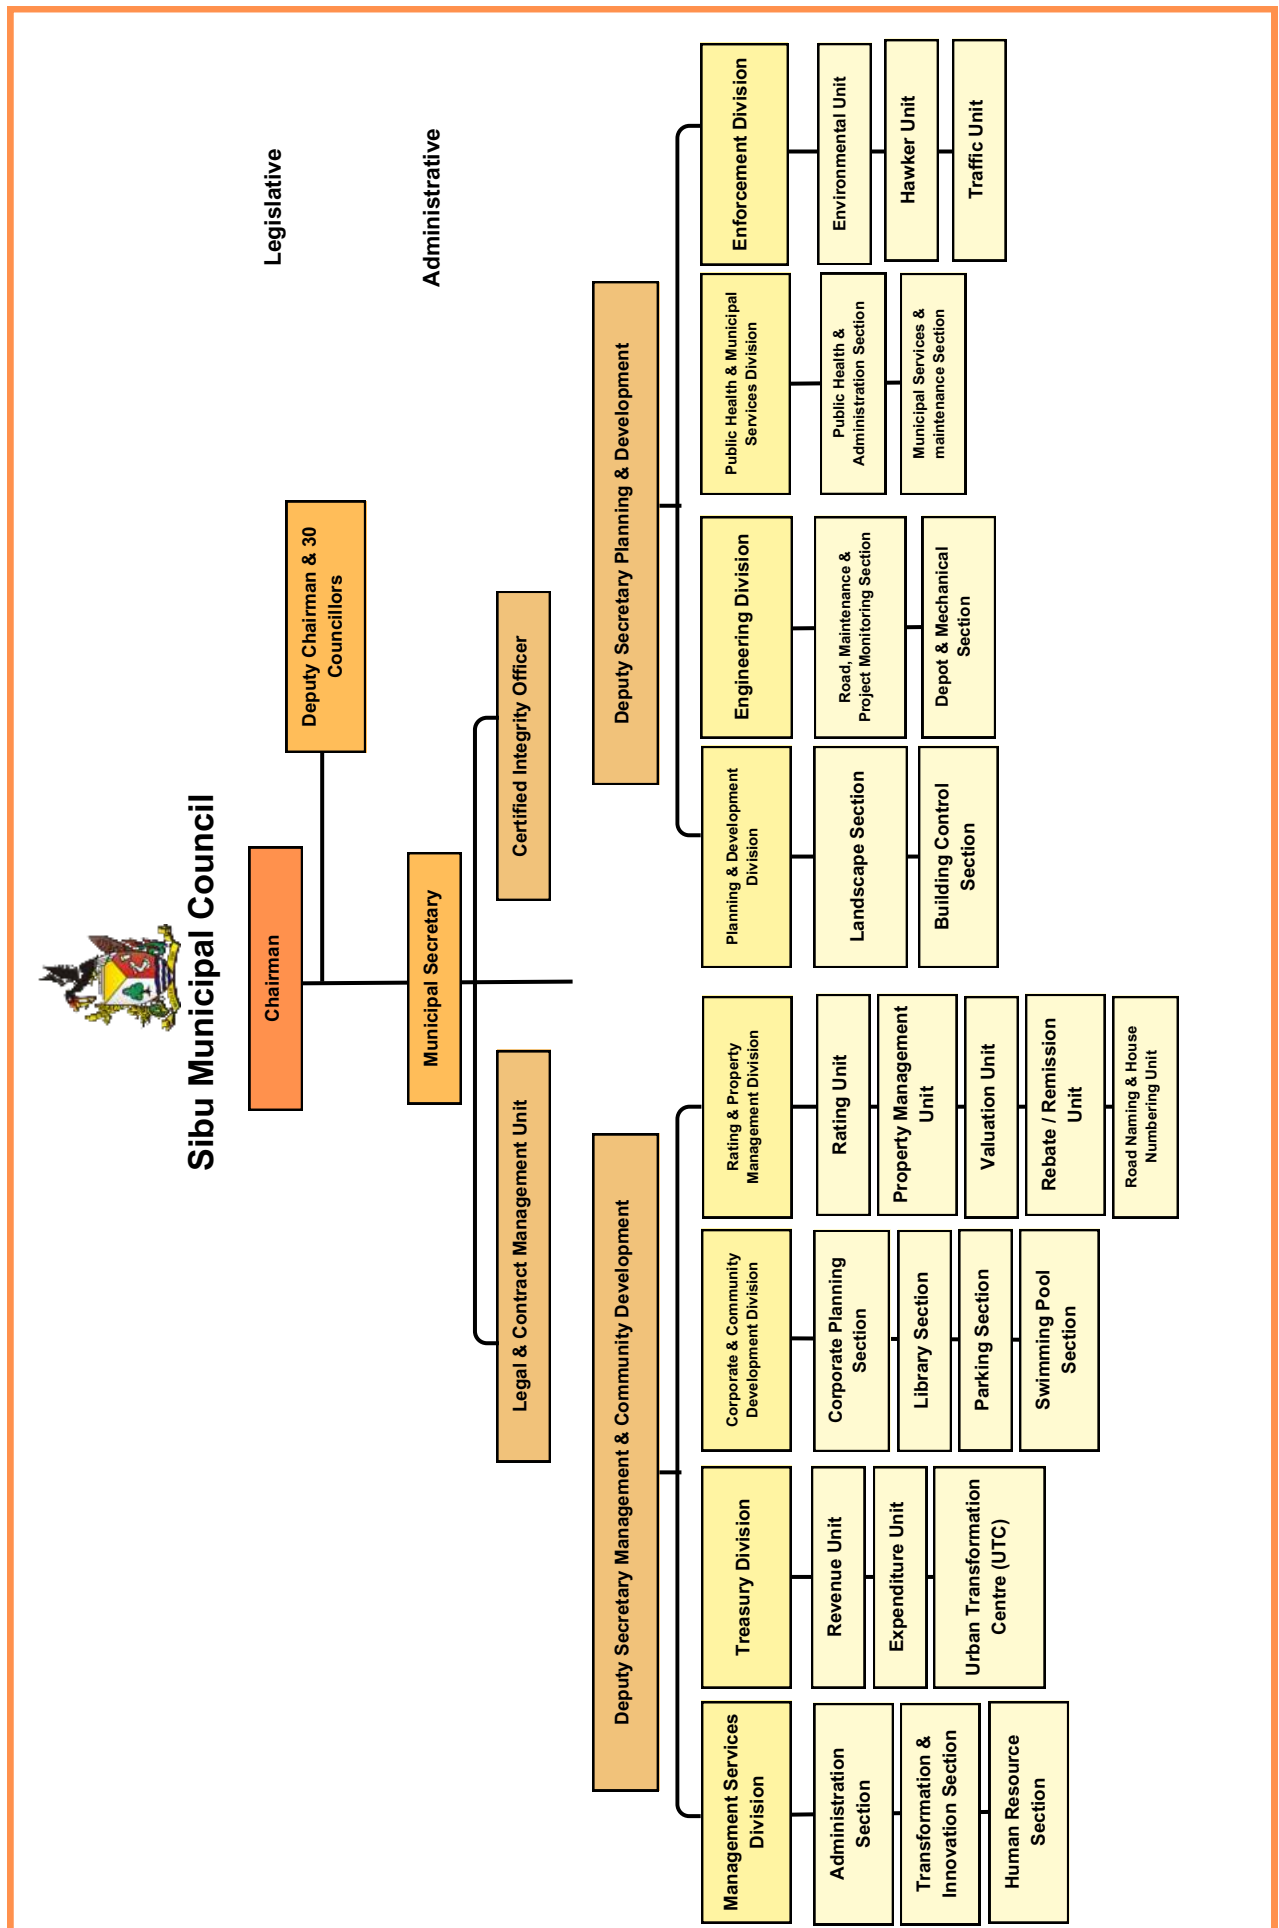 Sibu Municipal Council
Legislative
Chairman
Deputy Chairman & 30
Councillors
Administrative
Municipal Secretary
Legal & Contract Management Unit
Certified Integrity Officer
Deputy Secretary Management & Community Development
Deputy Secretary Planning & Development
Management Services
Division
Administration
Section
Transformation &
Innovation Section
Human Resource
Section
Treasury Division
Revenue Unit
Expenditure Unit
Urban Transformation
Centre (UTC)
Corporate & Community
Development Division
Corporate Planning
Section
Library Section
Parking Section
Swimming Pool
Section
Rating & Property
Management Division
Rating Unit
Property Management
Unit
Valuation Unit
Rebate / Remission
Unit
Road Naming & House
Numbering Unit
Planning & Development
Division
Landscape Section
Building Control
Section
Engineering Division
Road, Maintenance &
Project Monitoring Section
Depot & Mechanical
Section
Public Health & Municipal
Services Division
Public Health &
Administration Section
Municipal Services &
maintenance Section
Enforcement Division
Environmental Unit
Hawker Unit
Traffic Unit